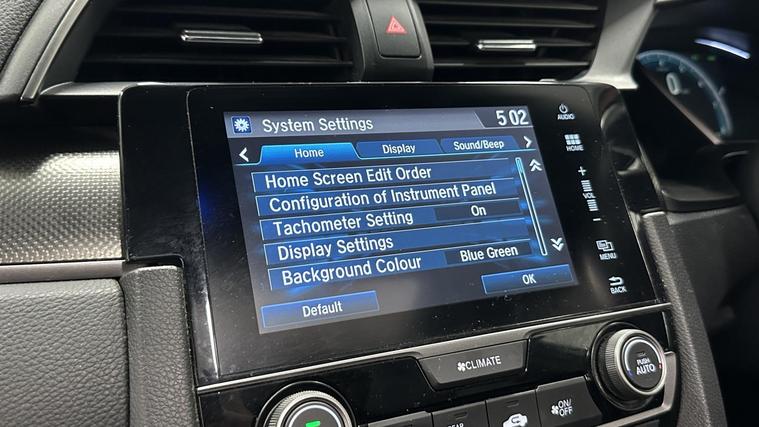 System Settings 5 02
Home Display Sound/Beep
Home Screen Edit Order
Configuration of Instrument Panel
Tachometer Setting On
Display Settings
Background Colour Blue Green
Default OK
AUDIO
HOME
+
VOL
−
MENU
BACK
CLIMATE
PUSH
AUTO
ON/
OFF
REAR